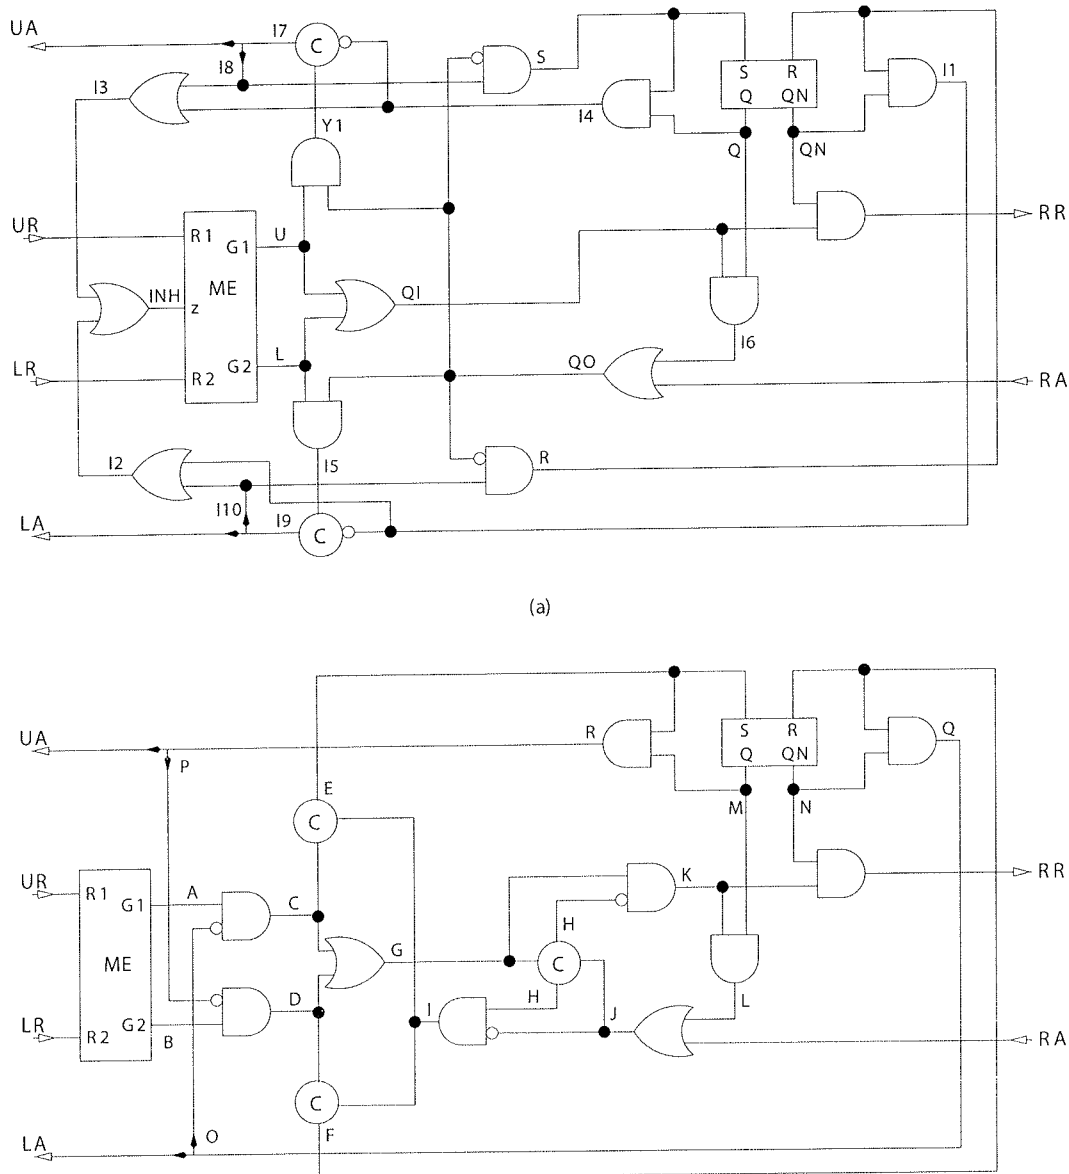 UA
I7
C
I8
I3
S
S R
Q QN
I1
I4
Y1
Q
QN
UR
R1
G1
U
RR
ME
INH
z
QI
I6
LR
R2
G2
L
QO
RA
I2
I5
R
I10
LA
I9
C
(a)
UA
P
R
S R
Q QN
Q
E
M
N
C
UR
R1
G1
A
C
K
RR
H
ME
G
C
D
I
H
J
L
LR
R2
G2
B
RA
C
F
O
LA